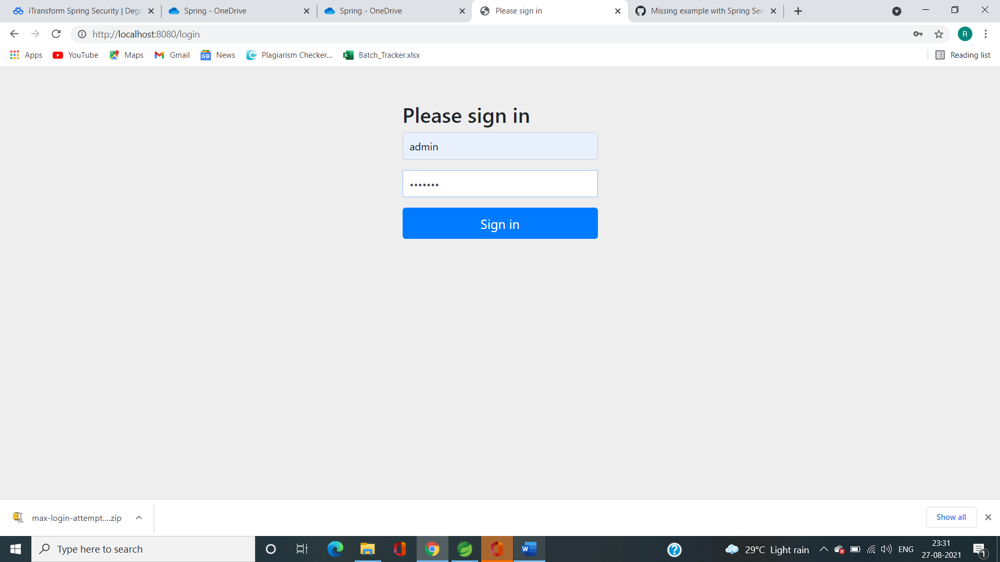 iTransform Spring Security | Degr
Spring - OneDrive
Spring - OneDrive
Please sign in
Missing example with Spring Sec
http://localhost:8080/login
R
Apps
YouTube
Maps
Gmail
News
Plagiarism Checker...
Batch_Tracker.xlsx
Reading list
Please sign in
admin
•••••••
Sign in
max-login-attempt....zip
Show all
Type here to search
29°C Light rain
ENG
23:31
27-08-2021
1